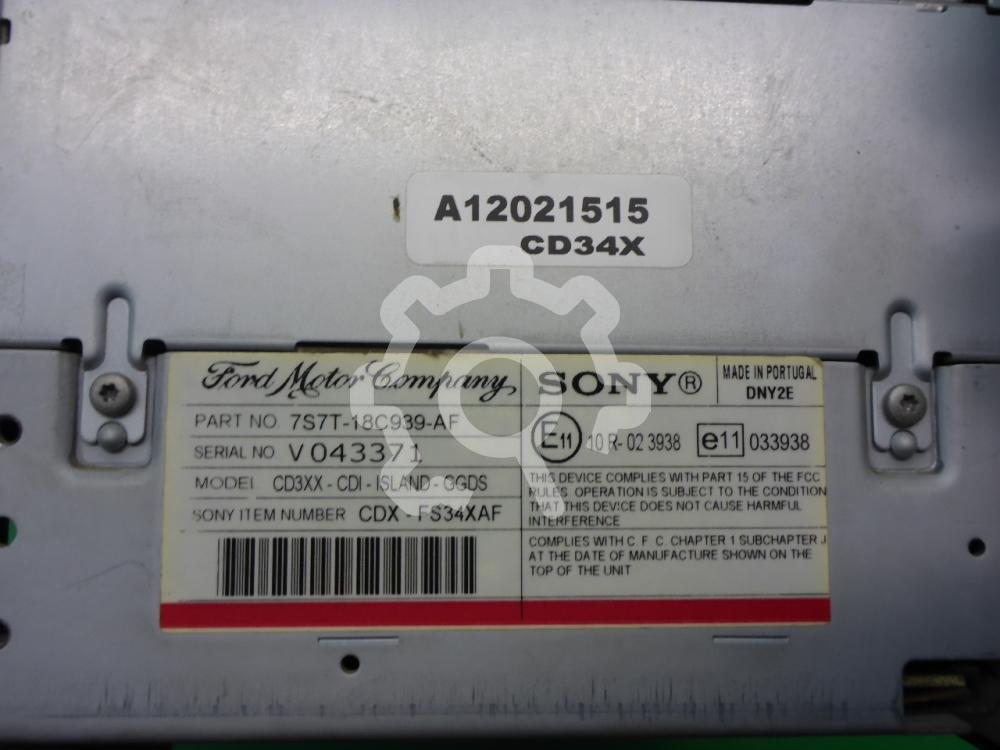 A12021515
CD34X
Ford Motor Company
PART NO. 7S7T-18C939-AF
SERIAL NO V043371
MODEL CD3XX - CDI - ISLAND - GGDS
SONY ITEM NUMBER CDX - FS34XAF
SONY®
MADE IN PORTUGAL
DNY2E
E11 10 R- 02 3938 e11 033938
THIS DEVICE COMPLIES WITH PART 15 OF THE FCC
RULES OPERATION IS SUBJECT TO THE CONDITION
THAT THIS DEVICE DOES NOT CAUSE HARMFUL
INTERFERENCE
COMPLIES WITH C. F. C. CHAPTER 1 SUBCHAPTER J
AT THE DATE OF MANUFACTURE SHOWN ON THE
TOP OF THE UNIT